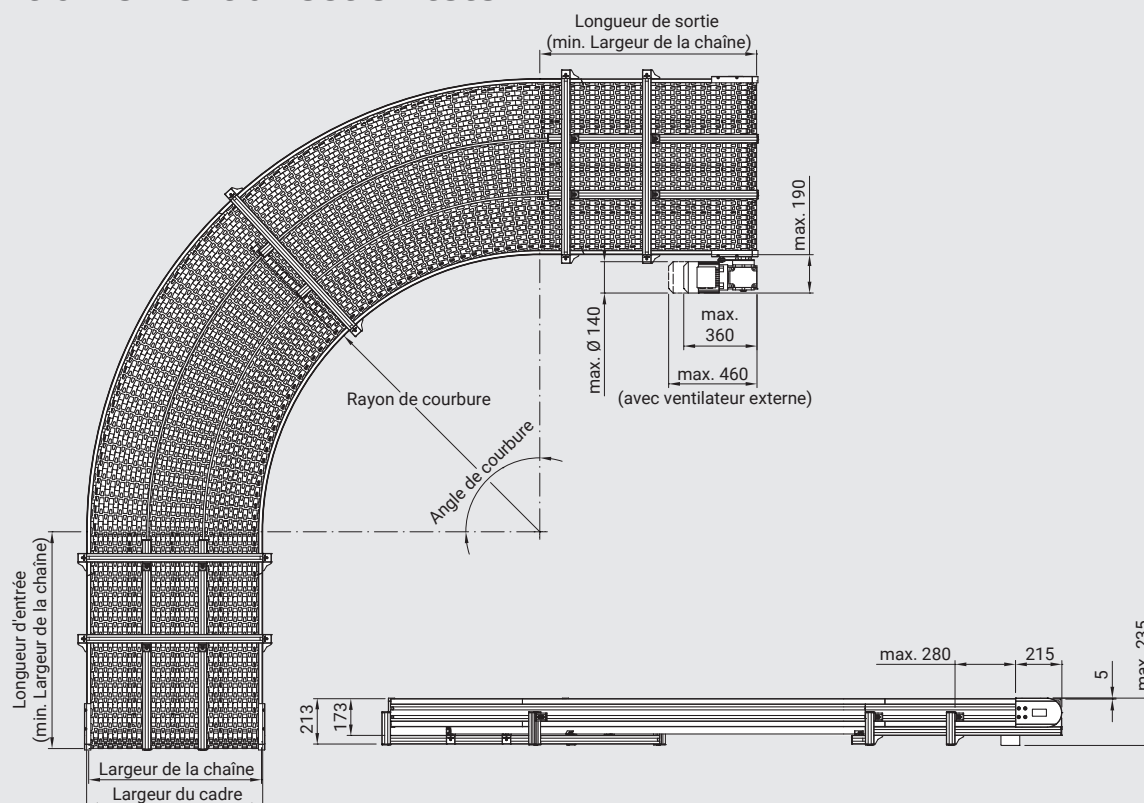 Longueur de sortie
(min. Largeur de la chaîne)
max. 190
max. Ø 140
max.
360
max. 460
(avec ventilateur externe)
Rayon de courbure
Angle de courbure
Longueur d'entrée
(min. Largeur de la chaîne)
max. 280
215
5
max. 235
213
173
Largeur de la chaîne
Largeur du cadre